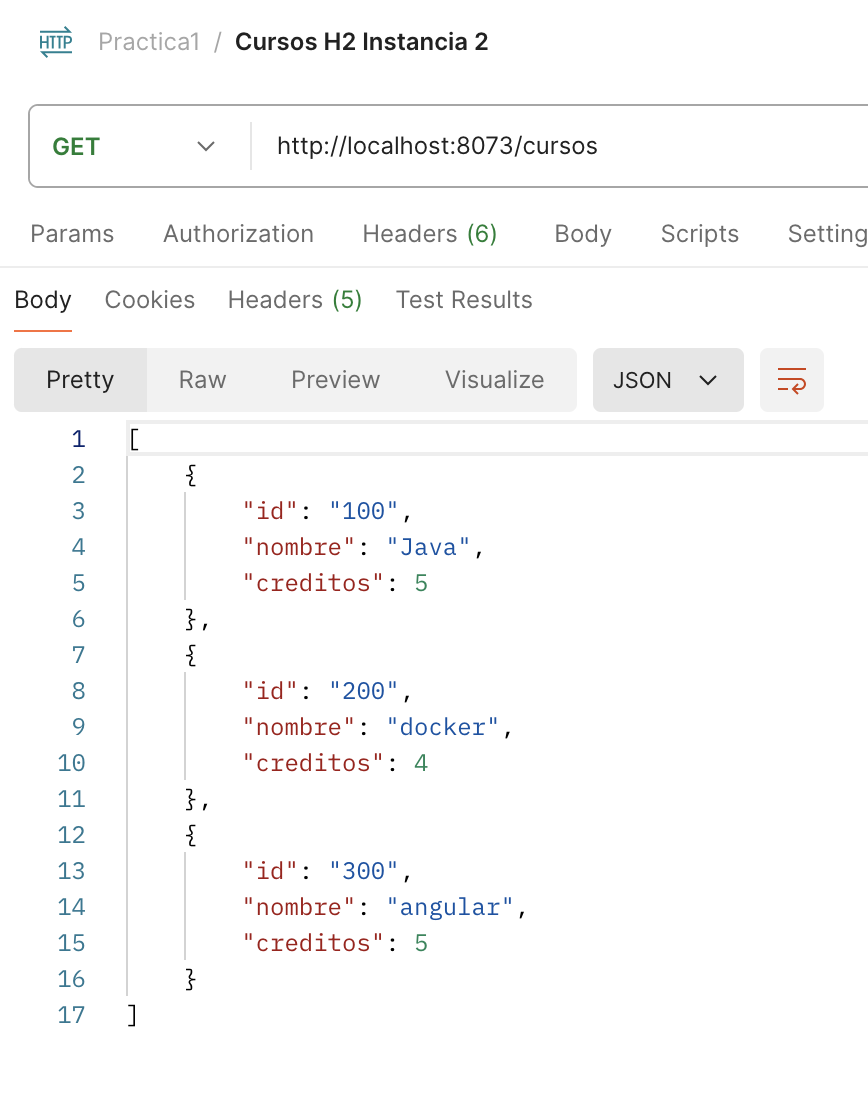 HTTP Practica1 / Cursos H2 Instancia 2
GET http://localhost:8073/cursos
Params Authorization Headers (6) Body Scripts Setting
Body Cookies Headers (5) Test Results
Pretty Raw Preview Visualize JSON
1 [
2 {
3 "id": "100",
4 "nombre": "Java",
5 "creditos": 5
6 },
7 {
8 "id": "200",
9 "nombre": "docker",
10 "creditos": 4
11 },
12 {
13 "id": "300",
14 "nombre": "angular",
15 "creditos": 5
16 }
17 ]